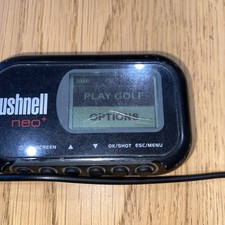 ushnell
neo+
PLAY GOLF
OPTIONS
SCREEN ▲ ▼ OK/SHOT ESC/MENU